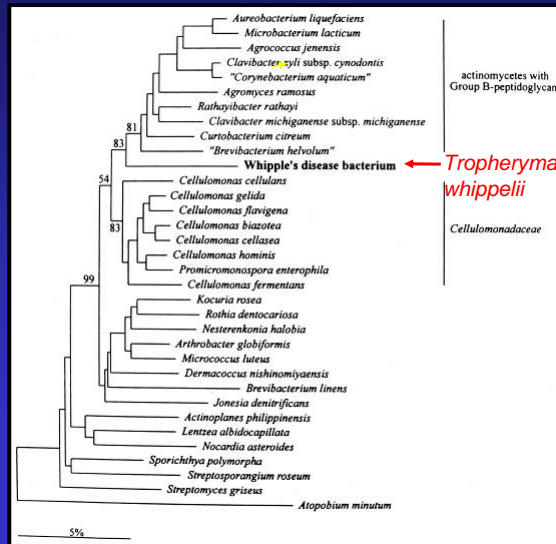 Aureobacterium liquefaciens
Microbacterium lacticum
Agrococcus jenensis
Clavibacter xyli subsp. cynodontis
"Corynebacterium aquaticum"
Agromyces ramosus
Rathayibacter rathayi
Clavibacter michiganense subsp. michiganense
Curtobacterium citreum
"Brevibacterium helvolum"
Whipple's disease bacterium
Cellulomonas cellulans
Cellulomonas gelida
Cellulomonas flavigena
Cellulomonas biazotea
Cellulomonas cellasea
Cellulomonas hominis
Promicromonospora enterophila
Cellulomonas fermentans
Kocuria rosea
Rothia dentocariosa
Nesterenkonia halobia
Arthrobacter globiformis
Micrococcus luteus
Dermacoccus nishinomiyaensis
Brevibacterium linens
Jonesia denitrificans
Actinoplanes philippinensis
Lentzea albidocapillata
Nocardia asteroides
Sporichthya polymorpha
Streptosporangium roseum
Streptomyces griseus
Atopobium minutum
81
83
54
83
99
5%
actinomycetes with
Group B-peptidoglycan
Tropheryma
whippelii
Cellulomonadaceae